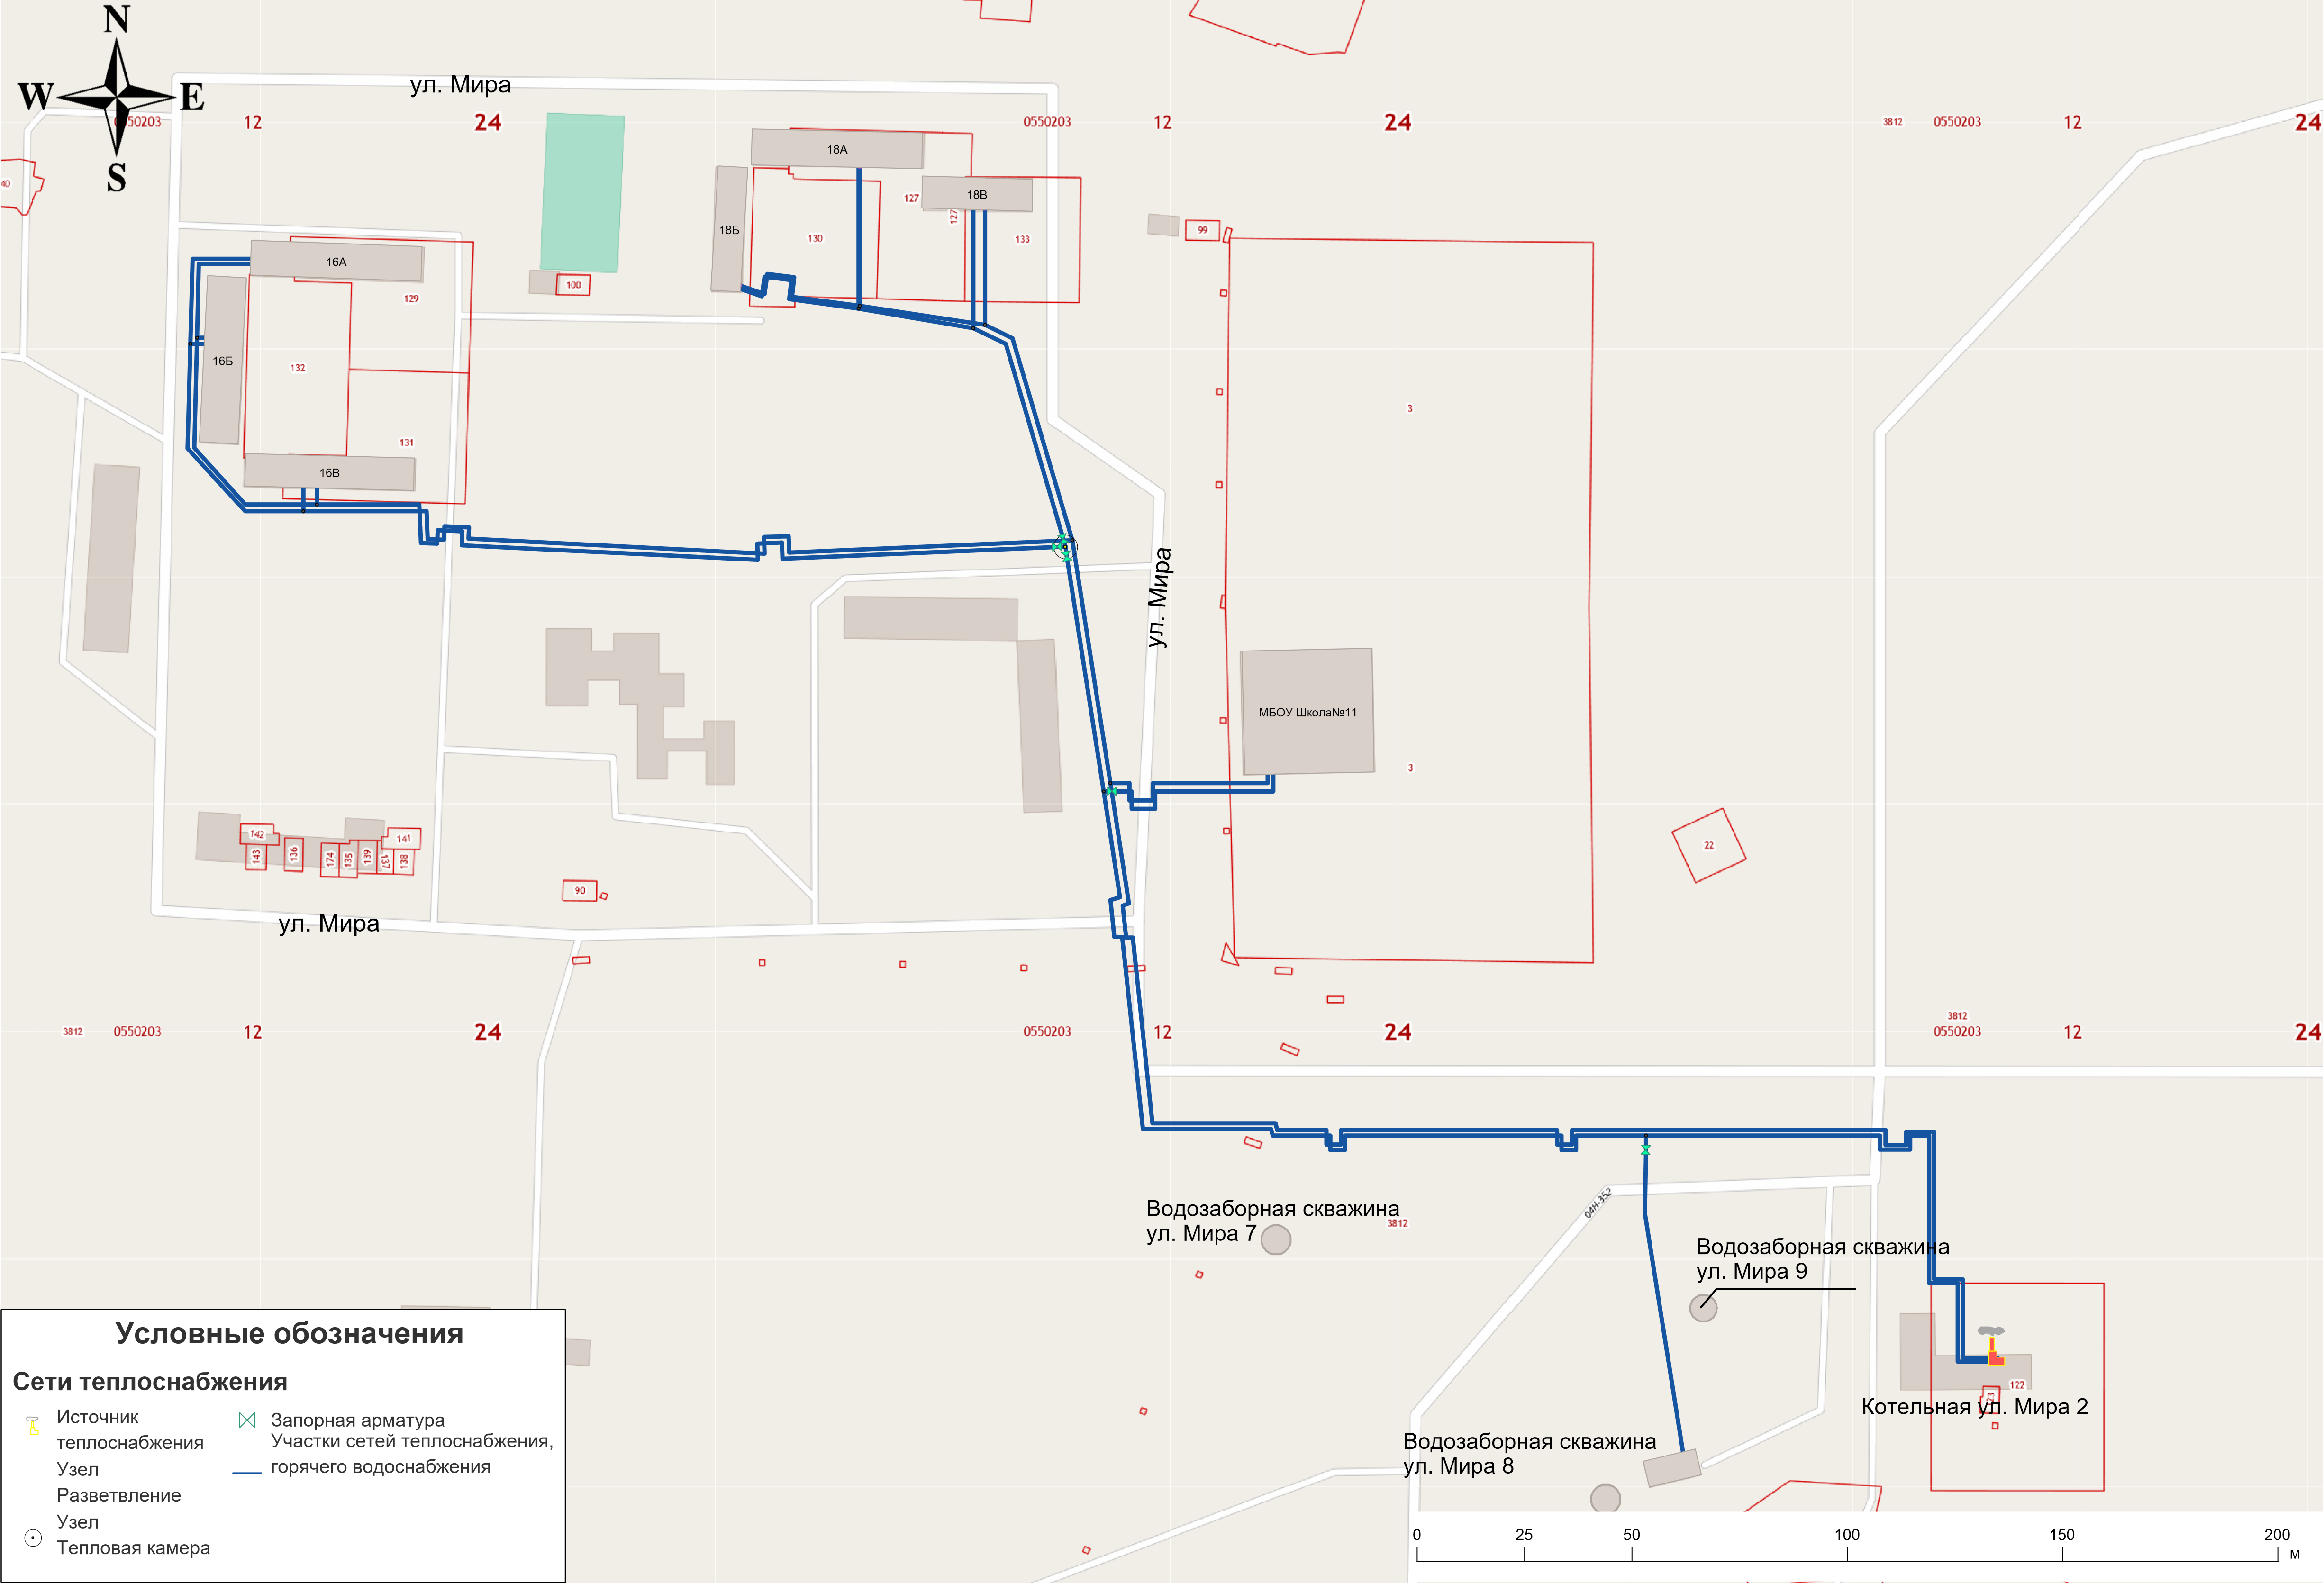 N
W E
S
ул. Мира
0550203 12 24
0550203 12 24
3812 0550203 12 24
40
18А
18Б
18В
127
127
130
133
99
16А
129
100
16Б
132
131
16В
3
ул. Мира
МБОУ Школа№11
3
22
142
141
143
136
174
135
139
137
138
90
ул. Мира
3812 0550203 12 24
0550203 12 24
3812
0550203 12 24
04Н-352
Водозаборная скважина
ул. Мира 7
3812
Водозаборная скважина
ул. Мира 9
122
123
Котельная ул. Мира 2
Водозаборная скважина
ул. Мира 8
Условные обозначения
Сети теплоснабжения
Источник
теплоснабжения
Узел
Разветвление
Узел
Тепловая камера
Запорная арматура
Участки сетей теплоснабжения,
горячего водоснабжения
0 25 50 100 150 200
м